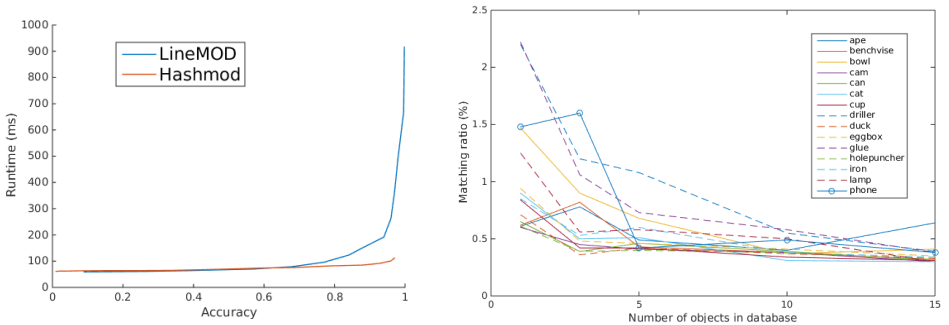 1000
900
800
700
600
500
400
300
200
100
0
0
0.2
0.4
0.6
0.8
1
Runtime (ms)
Accuracy
LineMOD
Hashmod
2.5
2
1.5
1
0.5
0
0
5
10
15
Matching ratio (%)
Number of objects in database
ape
benchvise
bowl
cam
can
cat
cup
driller
duck
eggbox
glue
holepuncher
iron
lamp
phone